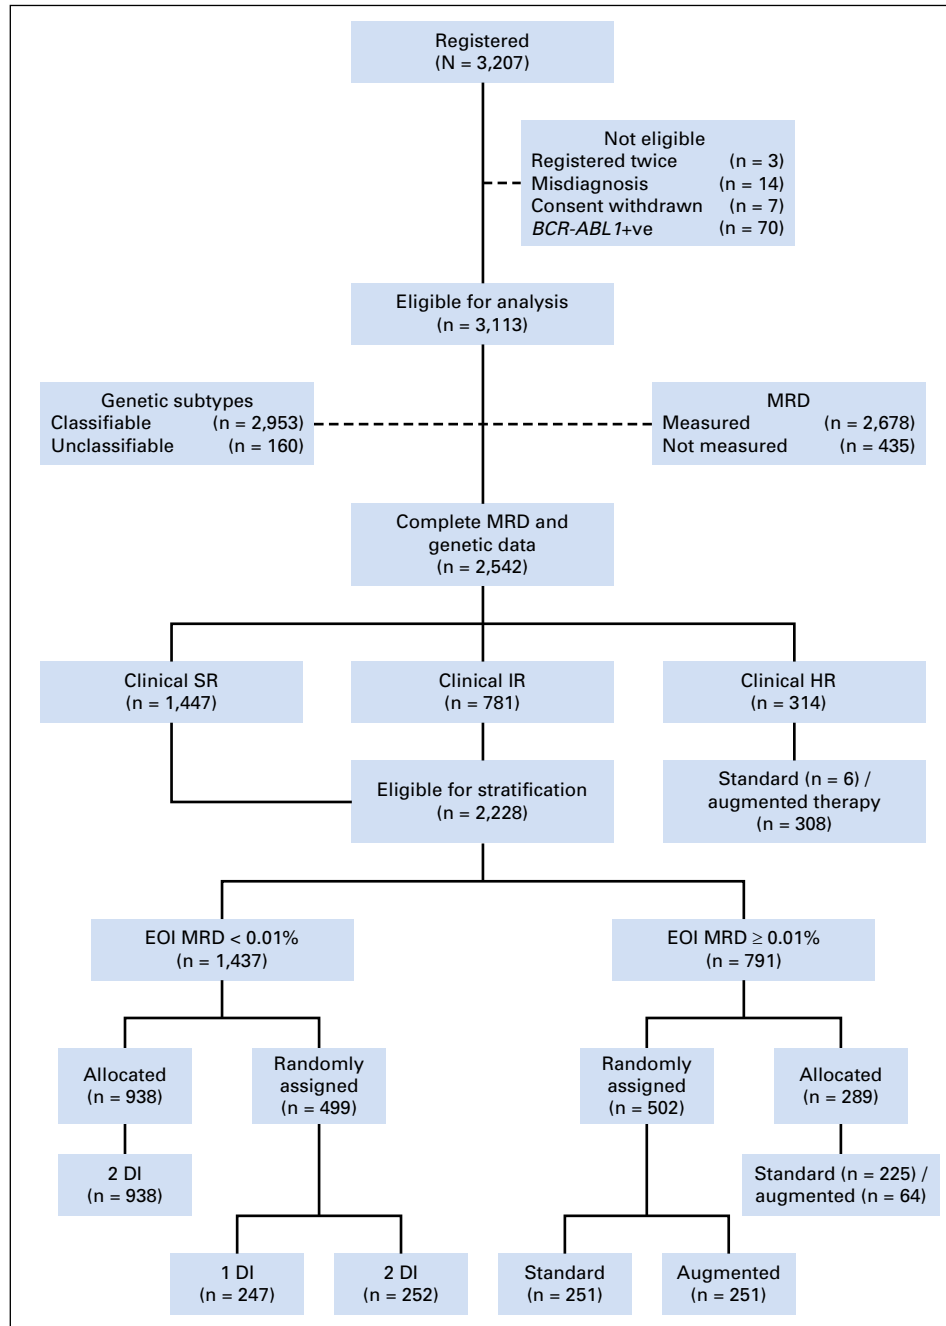 Registered
(N = 3,207)
Not eligible
Registered twice (n = 3)
Misdiagnosis (n = 14)
Consent withdrawn (n = 7)
BCR-ABL1+ve (n = 70)
Eligible for analysis
(n = 3,113)
Genetic subtypes
Classifiable (n = 2,953)
Unclassifiable (n = 160)
MRD
Measured (n = 2,678)
Not measured (n = 435)
Complete MRD and
genetic data
(n = 2,542)
Clinical SR
(n = 1,447)
Clinical IR
(n = 781)
Clinical HR
(n = 314)
Eligible for stratification
(n = 2,228)
Standard (n = 6) /
augmented therapy
(n = 308)
EOI MRD < 0.01%
(n = 1,437)
EOI MRD ≥ 0.01%
(n = 791)
Allocated
(n = 938)
Randomly
assigned
(n = 499)
Randomly
assigned
(n = 502)
Allocated
(n = 289)
2 DI
(n = 938)
Standard (n = 225) /
augmented (n = 64)
1 DI
(n = 247)
2 DI
(n = 252)
Standard
(n = 251)
Augmented
(n = 251)